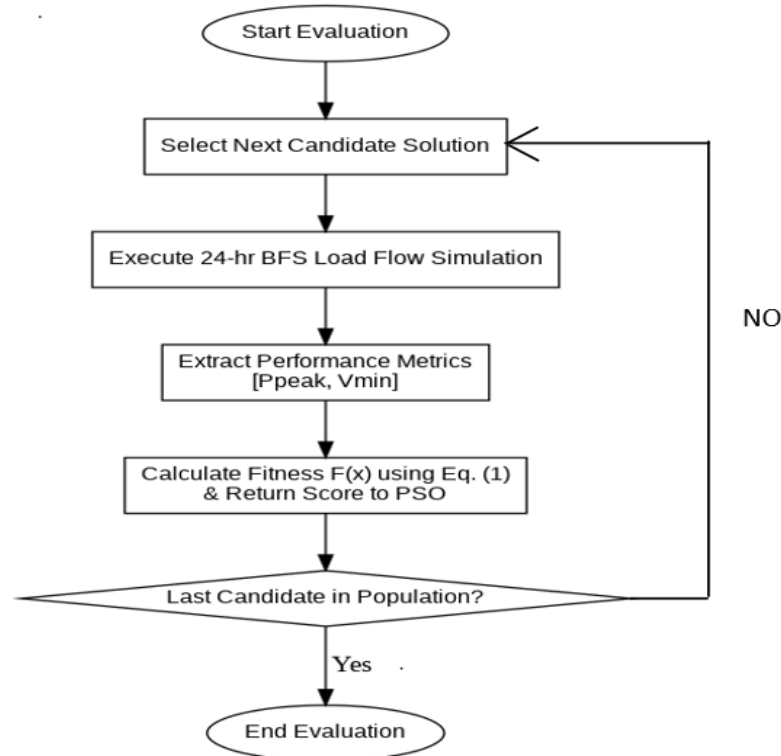 Start Evaluation
Select Next Candidate Solution
Execute 24-hr BFS Load Flow Simulation
NO
Extract Performance Metrics
[Ppeak, Vmin]
Calculate Fitness F(x) using Eq. (1)
& Return Score to PSO
Last Candidate in Population?
Yes
End Evaluation